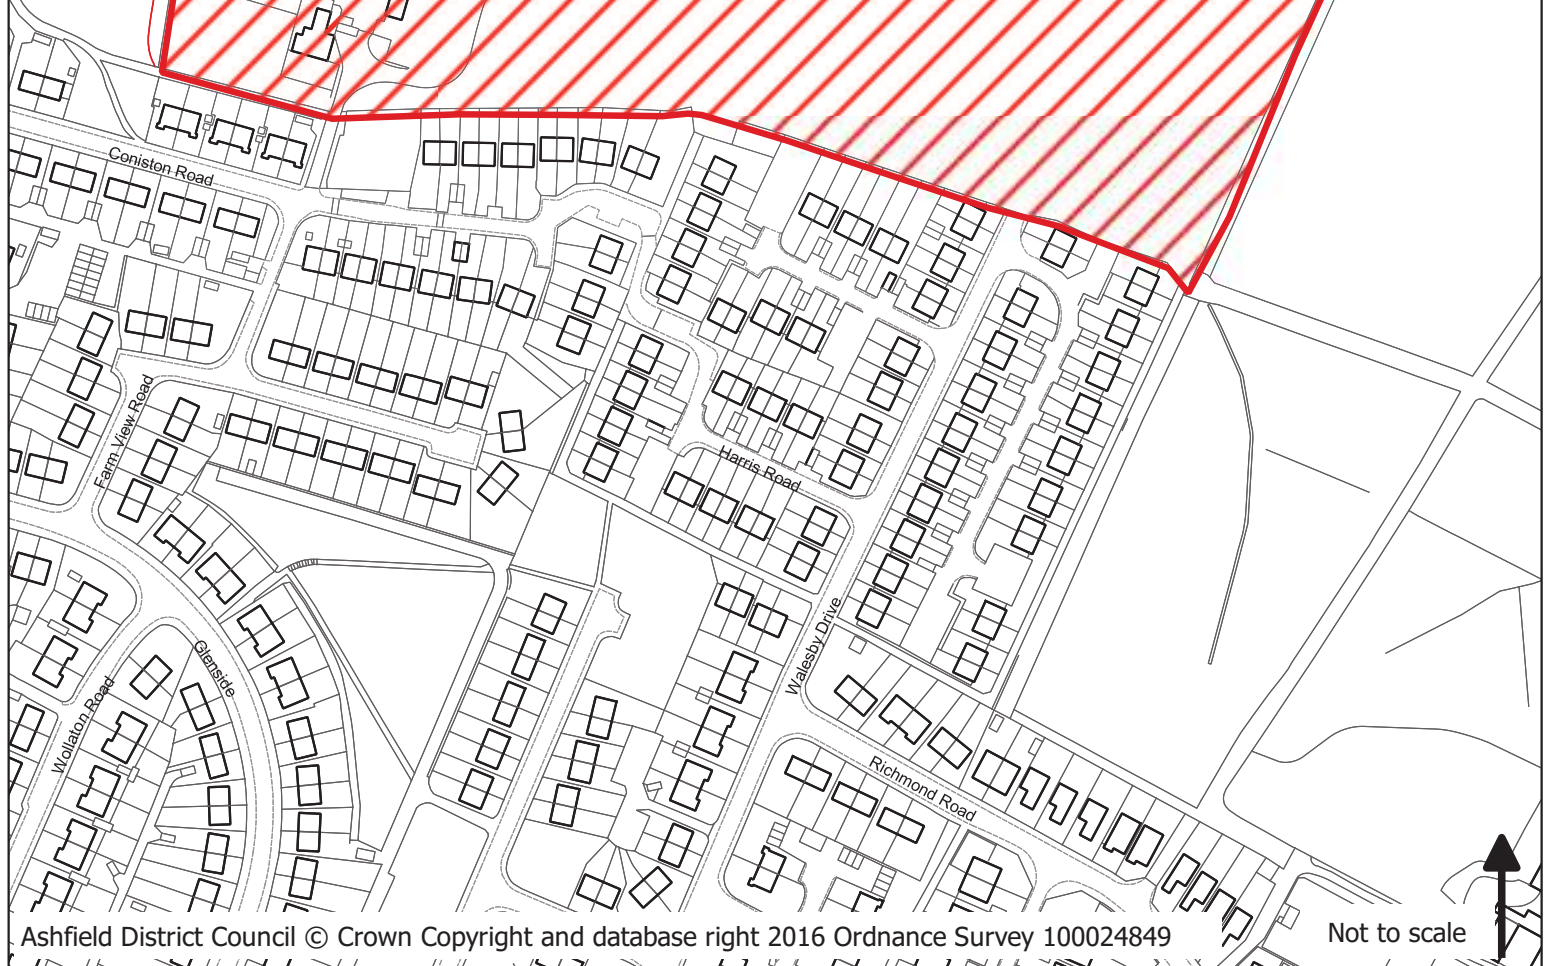 Coniston Road
Farm View Road
Harris Road
Glenside
Walesby Drive
Wollaton Road
Richmond Road
Ashfield District Council © Crown Copyright and database right 2016 Ordnance Survey 100024849
Not to scale